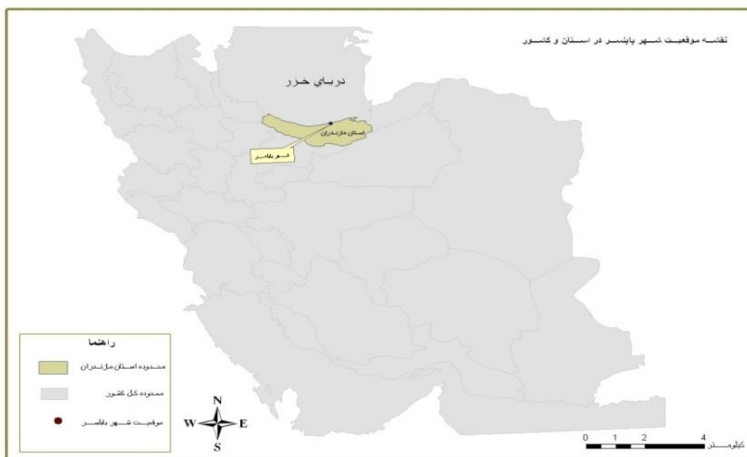 نقشه موقعیت شهر بابلسر در استان و کشور
دریای خزر
استان مازندران
شهر بابلسر
راهنما
محدوده استان مازندران
محدوده کل کشور
موقعیت شهر بابلسر
N
W E
S
0 1 2 4
کیلومتر